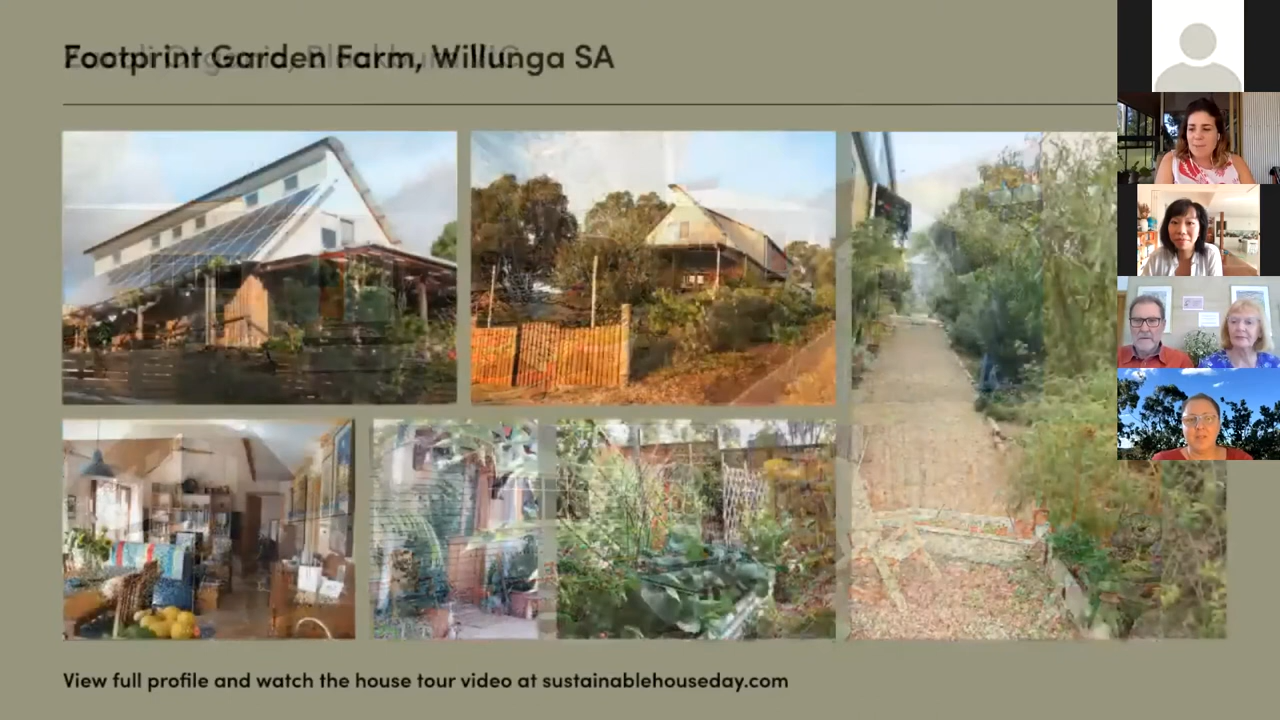 Footprint Garden Farm, Willunga SA
View full profile and watch the house tour video at sustainablehouseday.com